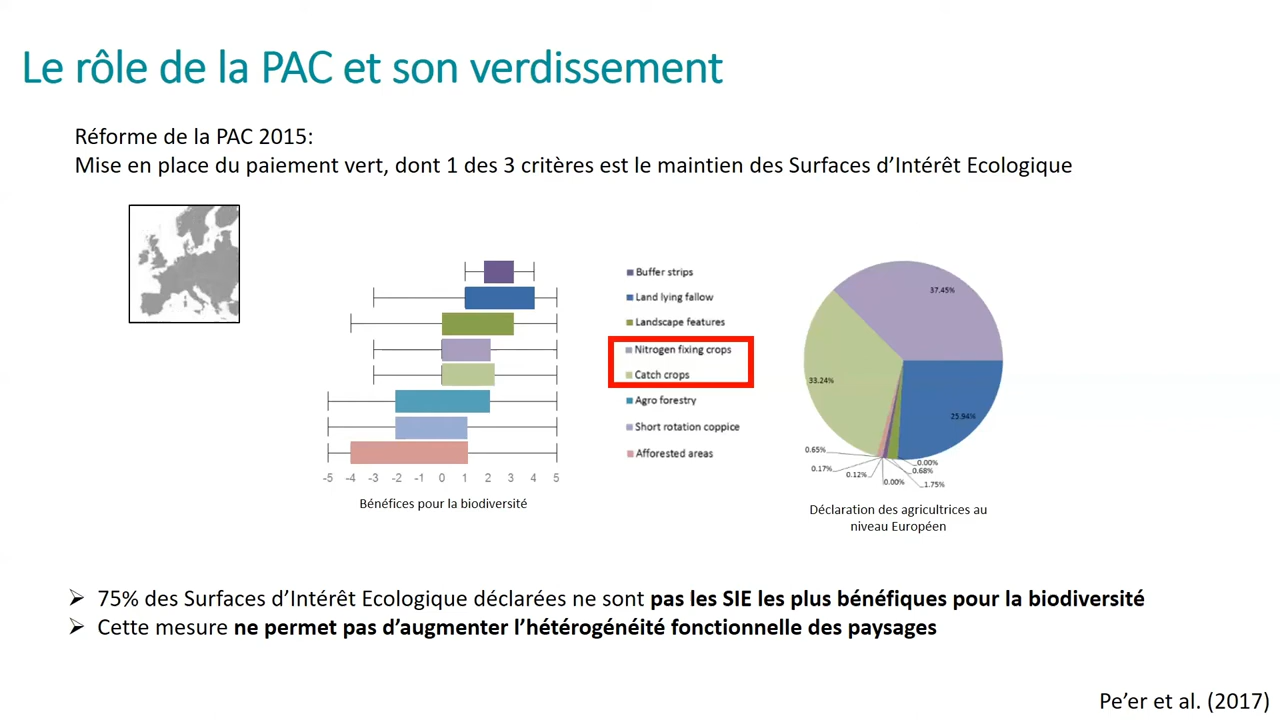 Le rôle de la PAC et son verdissement
Réforme de la PAC 2015:
Mise en place du paiement vert, dont 1 des 3 critères est le maintien des Surfaces d’Intérêt Ecologique
Buffer strips
Land lying fallow
Landscape features
Nitrogen fixing crops
Catch crops
Agro forestry
Short rotation coppice
Afforested areas
-5 -4 -3 -2 -1 0 1 2 3 4 5
Bénéfices pour la biodiversité
37.45%
33.24%
25.94%
0.65%
0.17%
0.12%
0.00%
0.00%
0.68%
1.75%
Déclaration des agricultrices au
niveau Européen
75% des Surfaces d’Intérêt Ecologique déclarées ne sont pas les SIE les plus bénéfiques pour la biodiversité
Cette mesure ne permet pas d’augmenter l’hétérogénéité fonctionnelle des paysages
Pe’er et al. (2017)